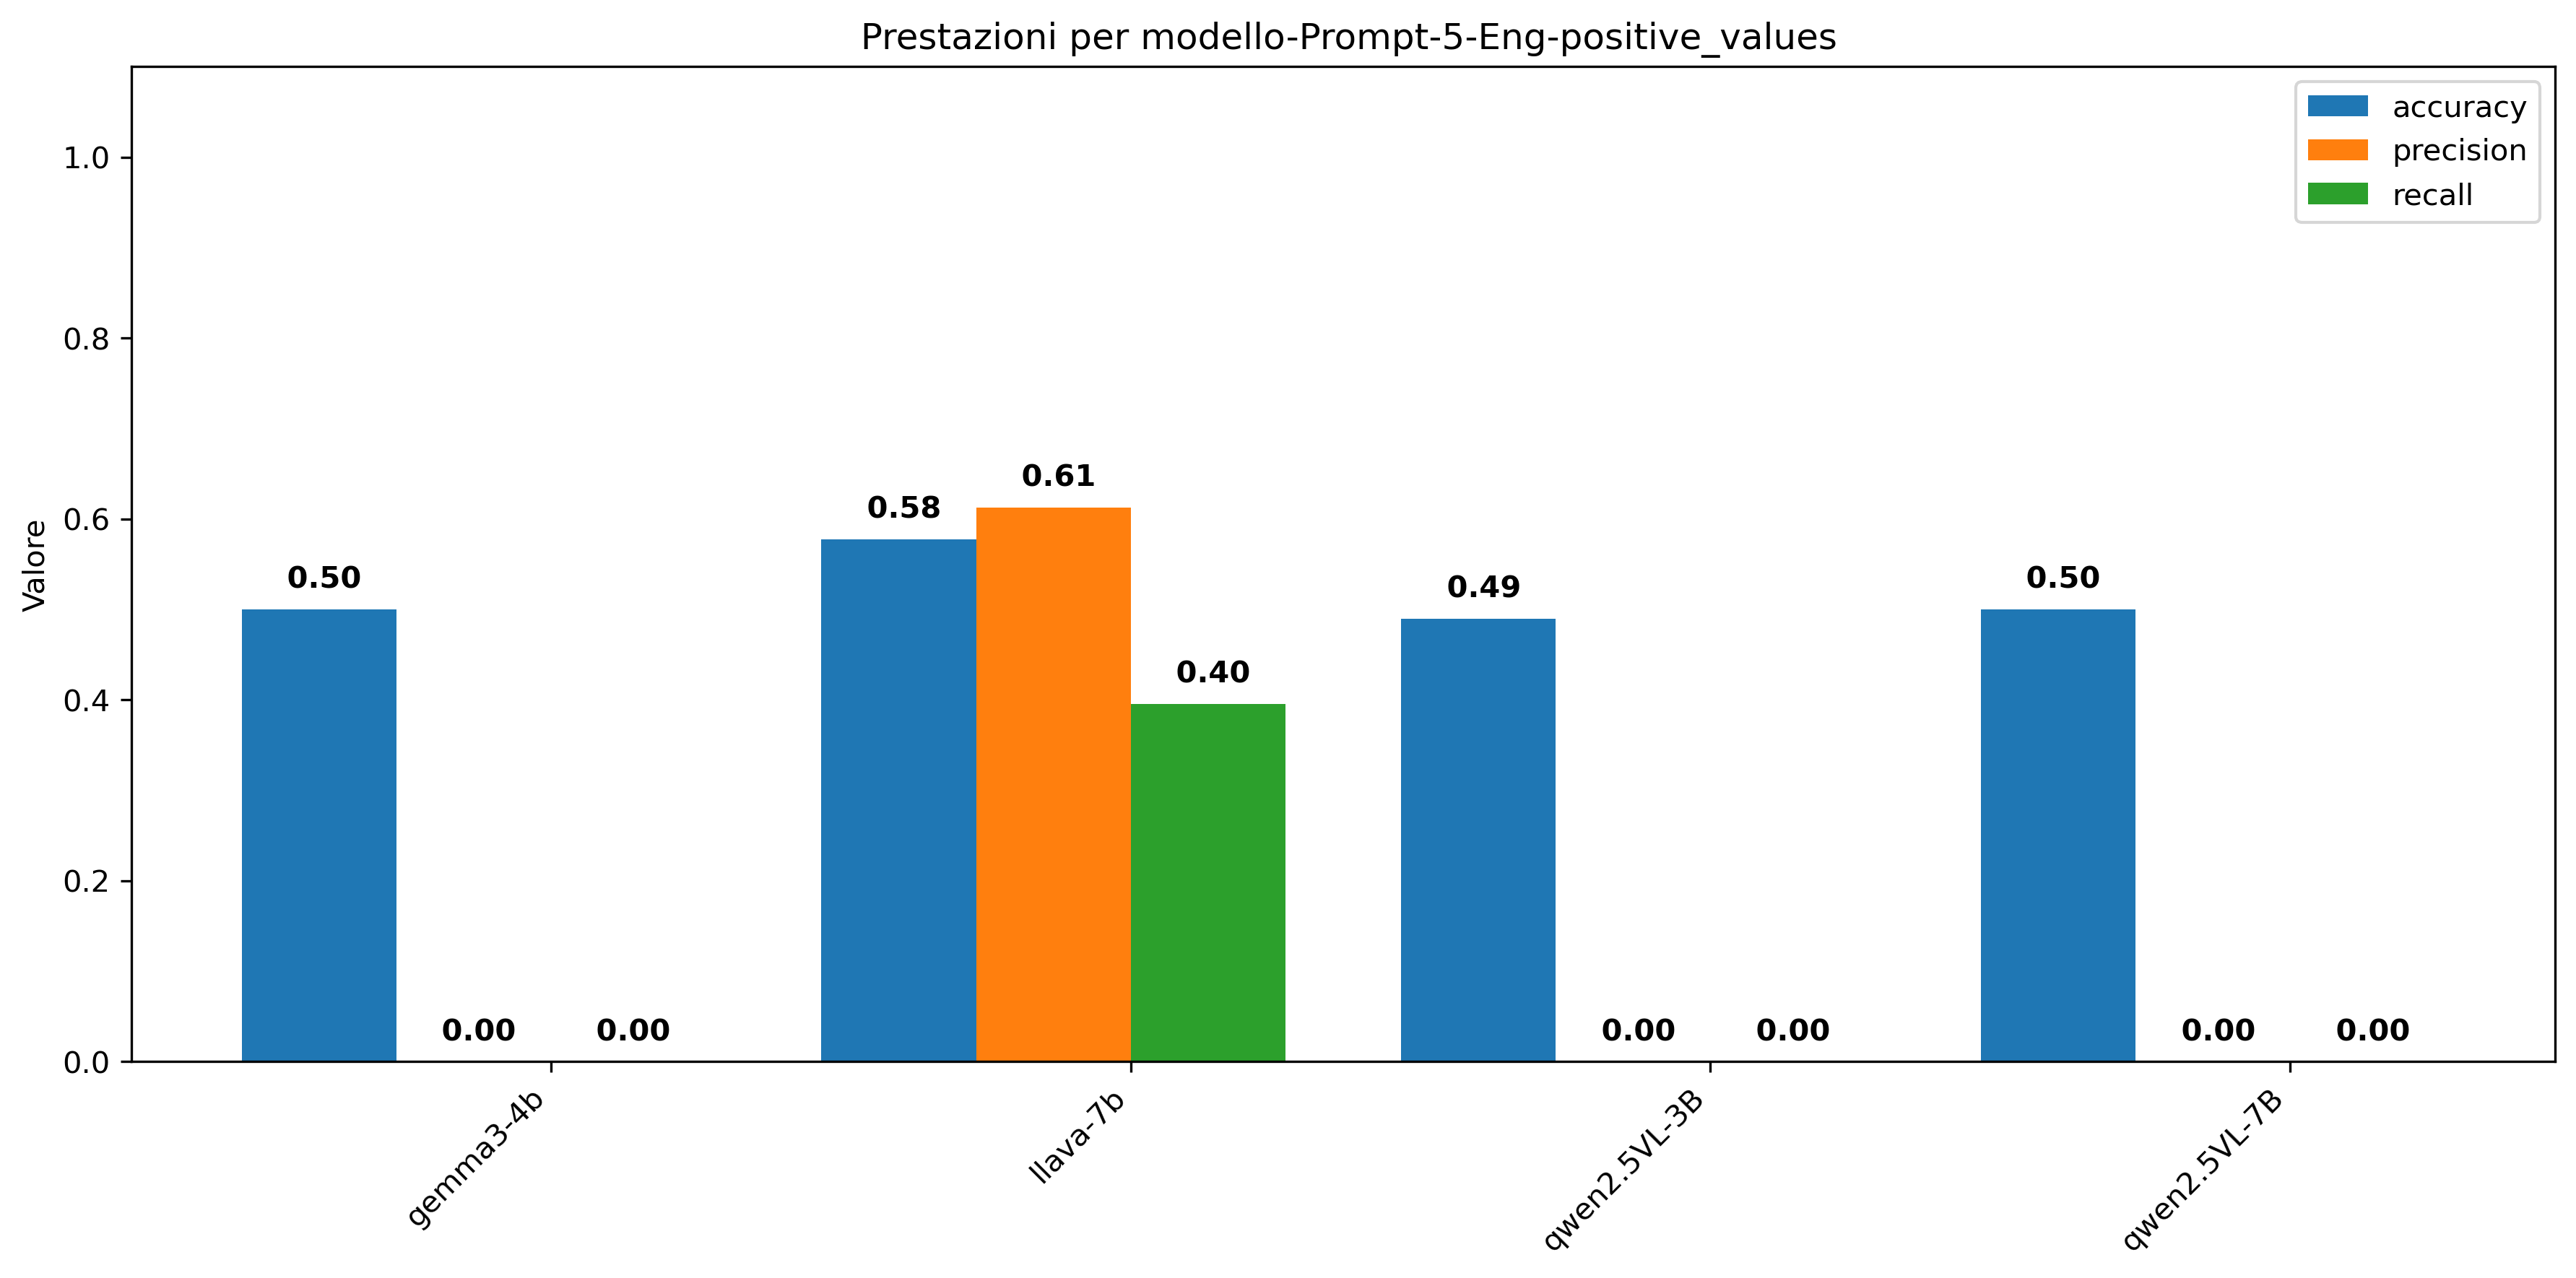 Prestazioni per modello-Prompt-5-Eng-positive_values
accuracy
precision
recall
Valore
1.0
0.8
0.6
0.4
0.2
0.0
0.50
0.00
0.00
0.58
0.61
0.40
0.49
0.00
0.00
0.50
0.00
0.00
gemma3-4b
llava-7b
qwen2.5VL-3B
qwen2.5VL-7B